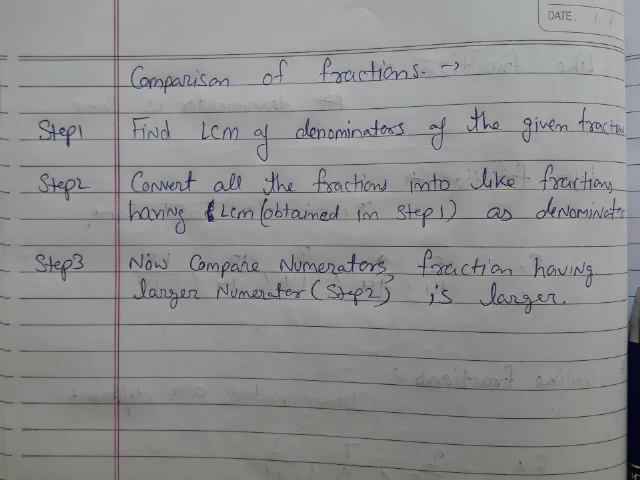 DATE: / /
Comparison of fractions. →
Step1 Find LCM of denominators of the given fraction
Step2 Convert all the fractions into like fractions
having LCM (obtained in Step 1) as denominator
Step3 Now Compare Numerators, fraction having
larger Numerator (Step2) is larger.